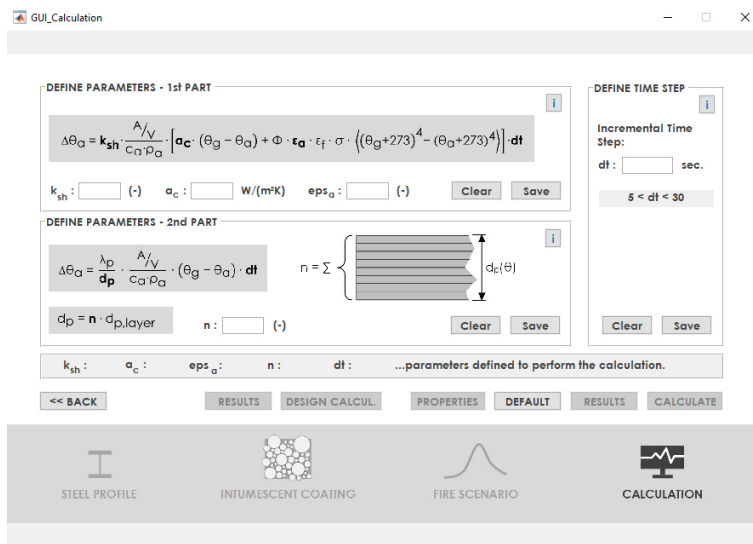 GUI_Calculation
DEFINE PARAMETERS - 1st PART
i
Δθa = ksh · A/V / ca·ρa · [ac · (θg – θa) + Φ · εa · εf · σ · ((θg+273)^4 – (θa+273)^4)] · dt
ksh : (-) ac : W/(m²K) epsa : (-) Clear Save
DEFINE PARAMETERS - 2nd PART
i
Δθa = λp / dp · A/V / ca·ρa · (θg – θa) · dt
n = Σ { dp(θ)
dp = n · dp,layer n : (-) Clear Save
DEFINE TIME STEP
i
Incremental Time
Step:
dt : sec.
5 < dt < 30
Clear Save
ksh : ac : epsa : n : dt : ...parameters defined to perform the calculation.
<< BACK RESULTS DESIGN CALCUL. PROPERTIES DEFAULT RESULTS CALCULATE
STEEL PROFILE INTUMESCENT COATING FIRE SCENARIO CALCULATION